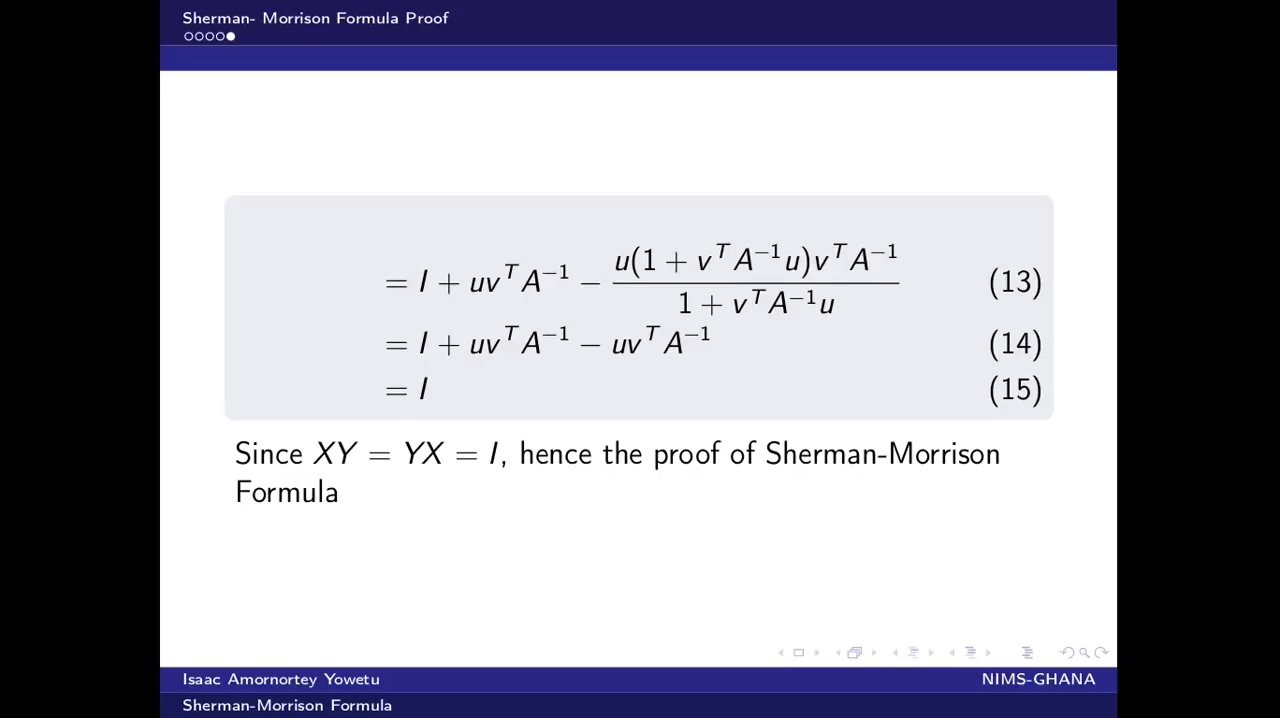 Sherman- Morrison Formula Proof
= I + uv^T A^{-1} − \frac{u(1 + v^T A^{-1} u)v^T A^{-1}}{1 + v^T A^{-1} u} (13)
= I + uv^T A^{-1} − uv^T A^{-1} (14)
= I (15)
Since XY = YX = I, hence the proof of Sherman-Morrison
Formula
Isaac Amornortey Yowetu NIMS-GHANA
Sherman-Morrison Formula